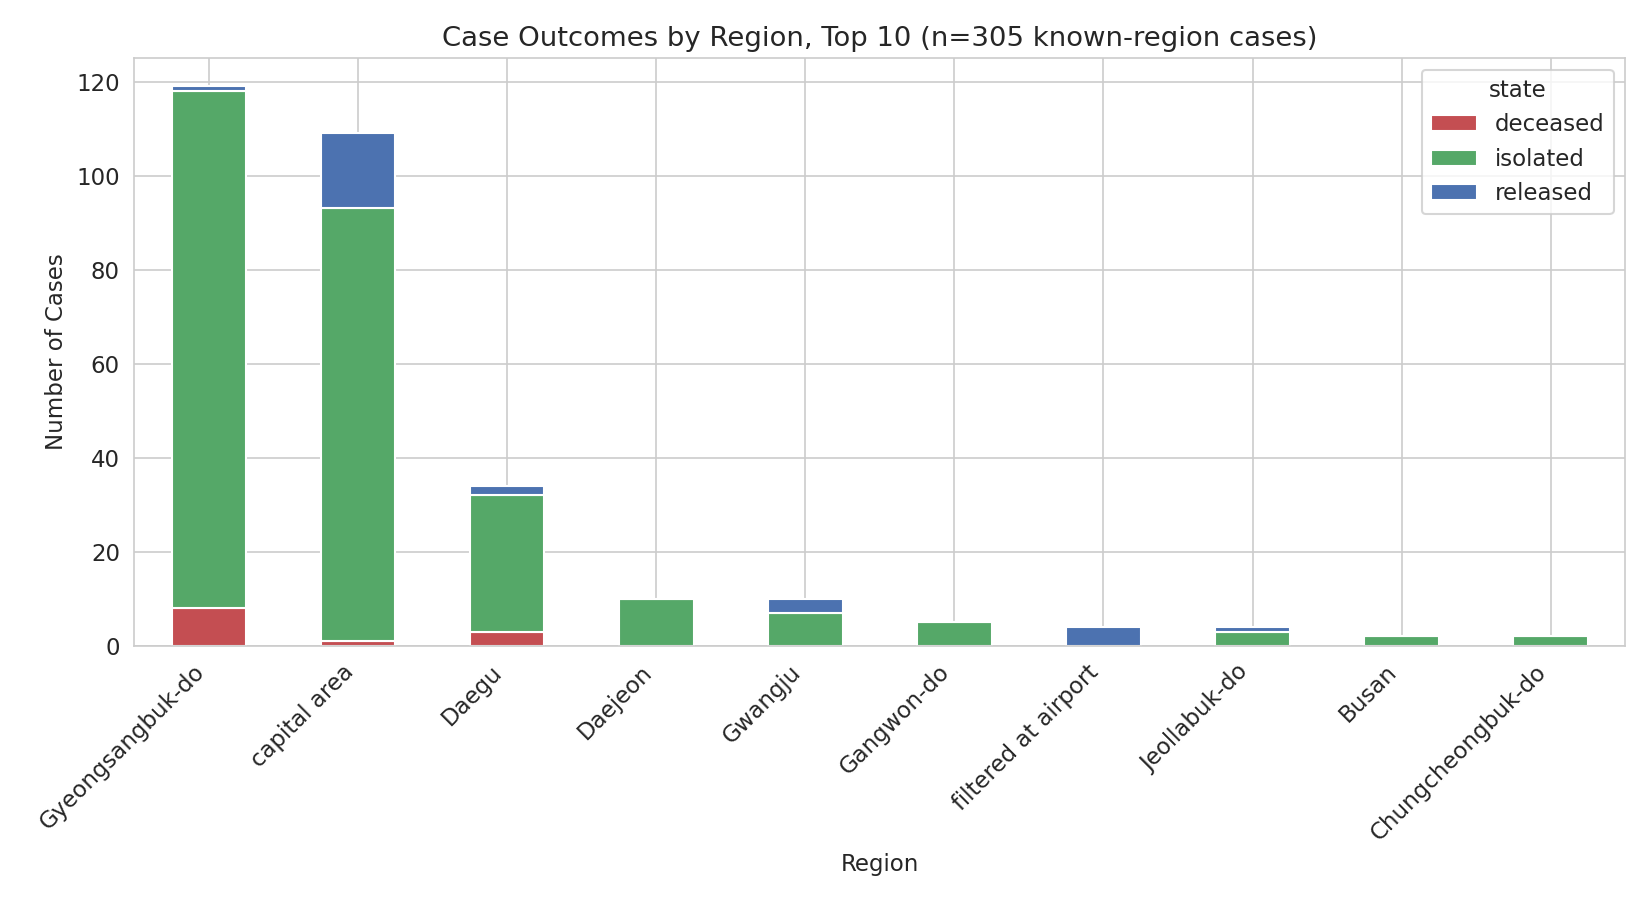 Case Outcomes by Region, Top 10 (n=305 known-region cases)
state
deceased
isolated
released
Number of Cases
120
100
80
60
40
20
0
Gyeongsangbuk-do
capital area
Daegu
Daejeon
Gwangju
Gangwon-do
filtered at airport
Jeollabuk-do
Busan
Chungcheongbuk-do
Region